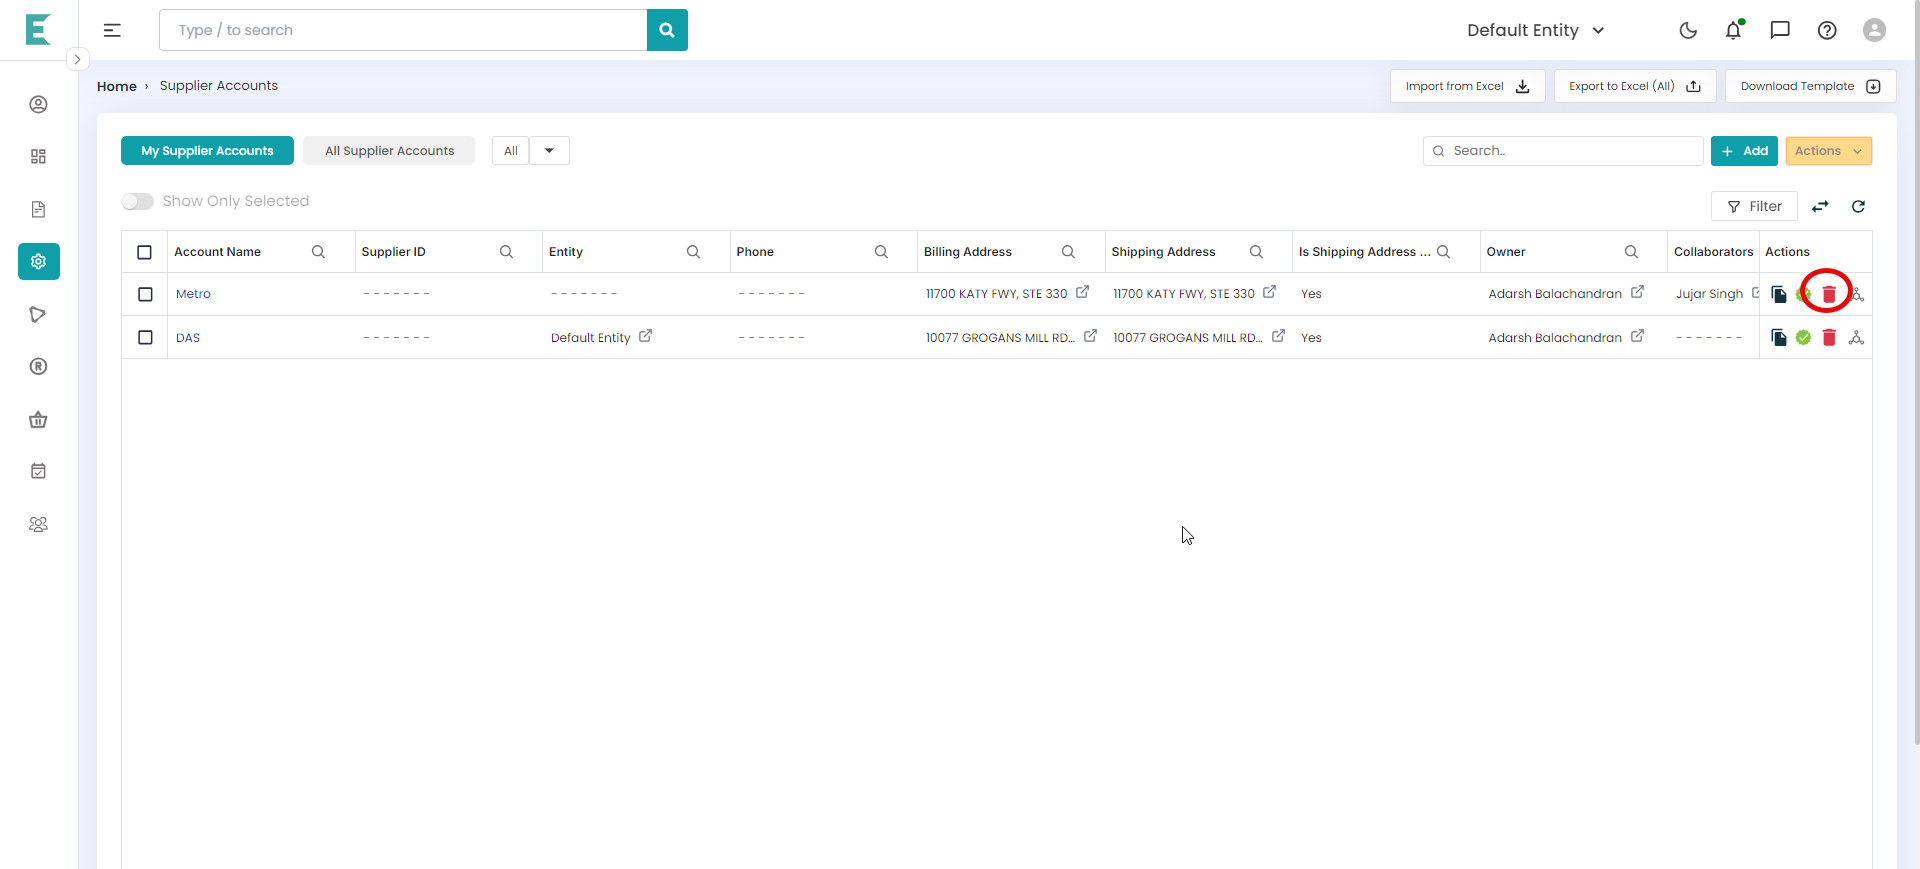 E
Type / to search
Default Entity
Home › Supplier Accounts
Import from Excel
Export to Excel (All)
Download Template
My Supplier Accounts
All Supplier Accounts
All
Search..
+ Add
Actions
Show Only Selected
Filter
Account Name
Supplier ID
Entity
Phone
Billing Address
Shipping Address
Is Shipping Address ...
Owner
Collaborators
Actions
Metro
- - - - - - -
- - - - - - -
- - - - - - -
11700 KATY FWY, STE 330
11700 KATY FWY, STE 330
Yes
Adarsh Balachandran
Jujar Singh
DAS
- - - - - - -
Default Entity
- - - - - - -
10077 GROGANS MILL RD...
10077 GROGANS MILL RD...
Yes
Adarsh Balachandran
- - - - - - -